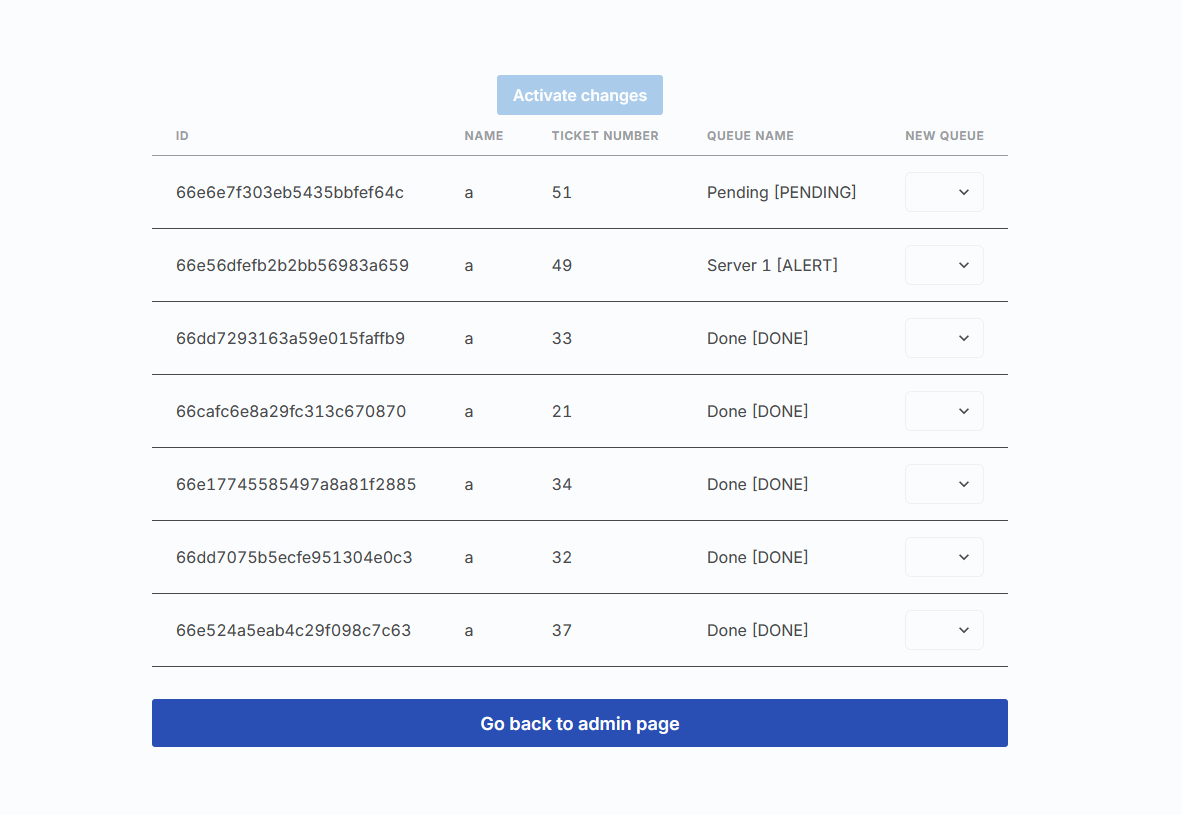 Activate changes
ID NAME TICKET NUMBER QUEUE NAME NEW QUEUE
66e6e7f303eb5435bbfef64c a 51 Pending [PENDING]
66e56dfefb2b2bb56983a659 a 49 Server 1 [ALERT]
66dd7293163a59e015faffb9 a 33 Done [DONE]
66cafc6e8a29fc313c670870 a 21 Done [DONE]
66e17745585497a8a81f2885 a 34 Done [DONE]
66dd7075b5ecfe951304e0c3 a 32 Done [DONE]
66e524a5eab4c29f098c7c63 a 37 Done [DONE]
Go back to admin page